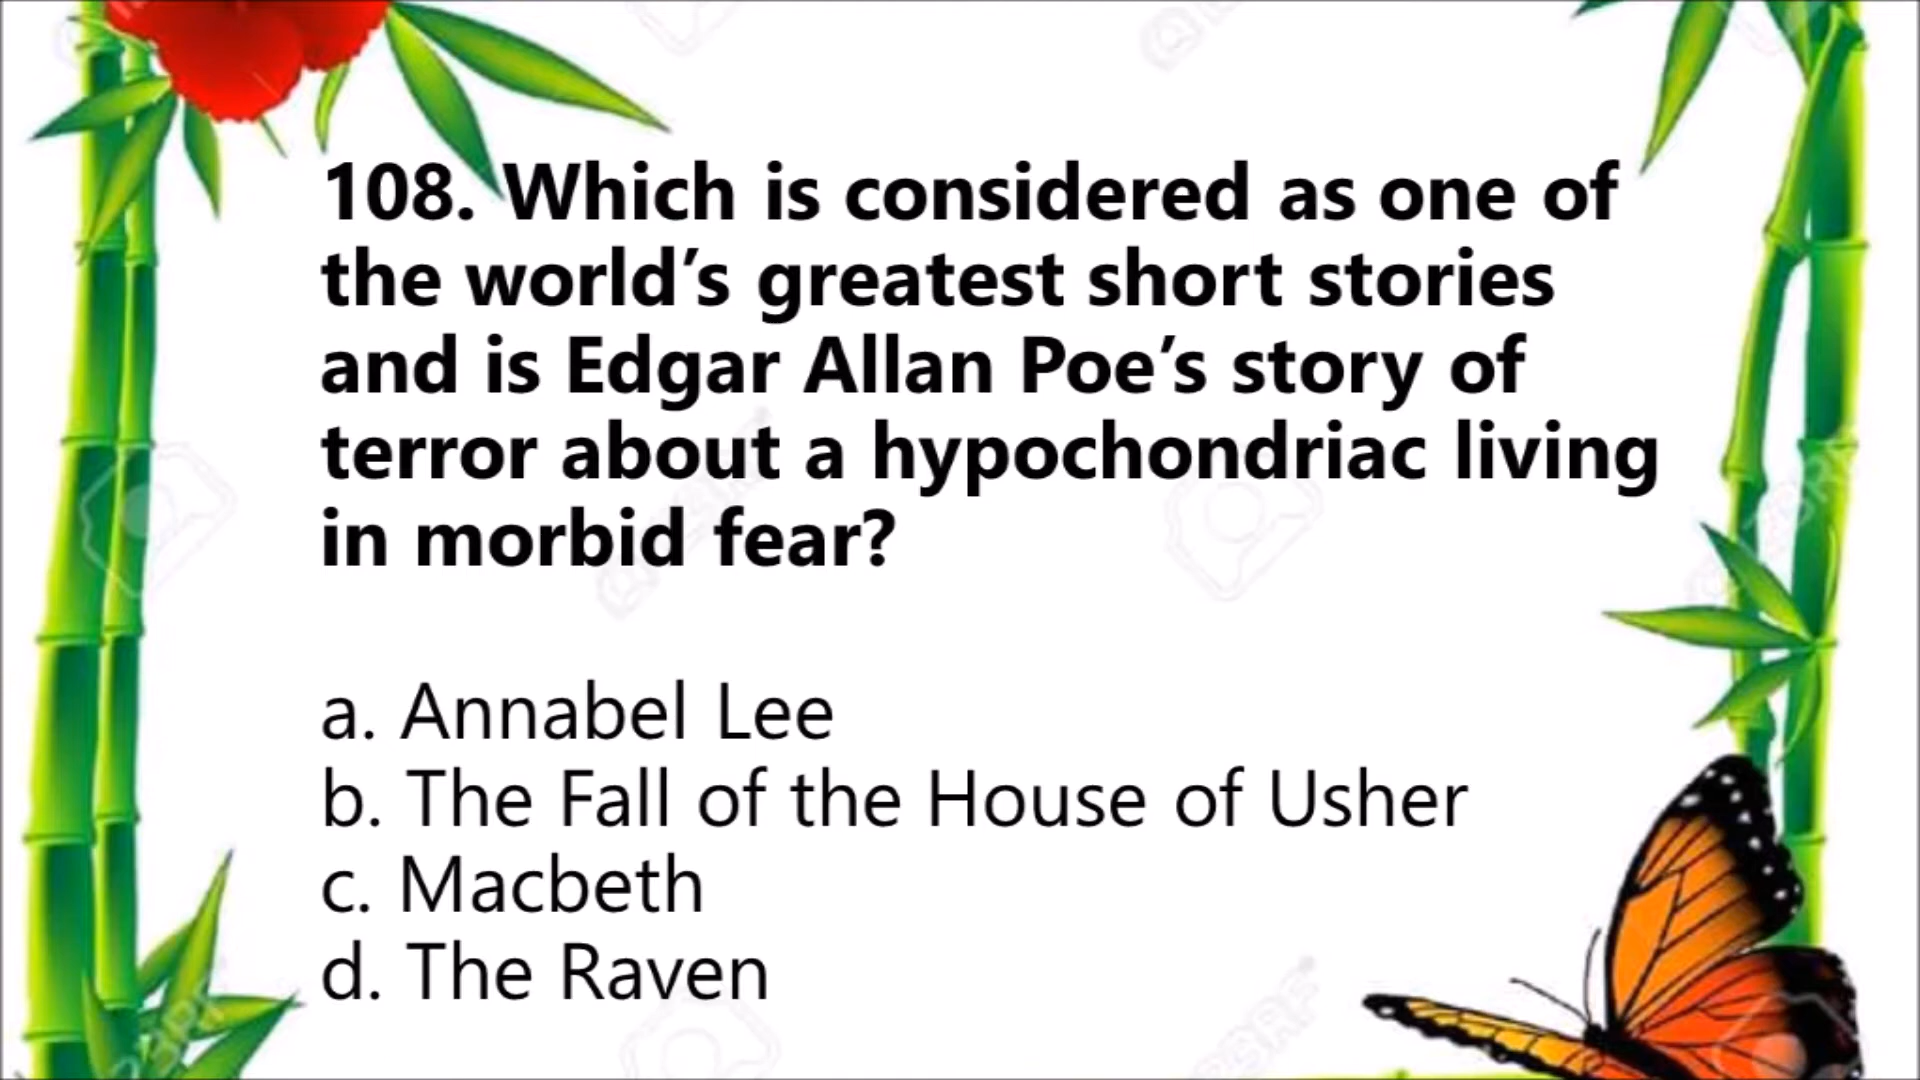 108. Which is considered as one of
the world’s greatest short stories
and is Edgar Allan Poe’s story of
terror about a hypochondriac living
in morbid fear?
a. Annabel Lee
b. The Fall of the House of Usher
c. Macbeth
d. The Raven